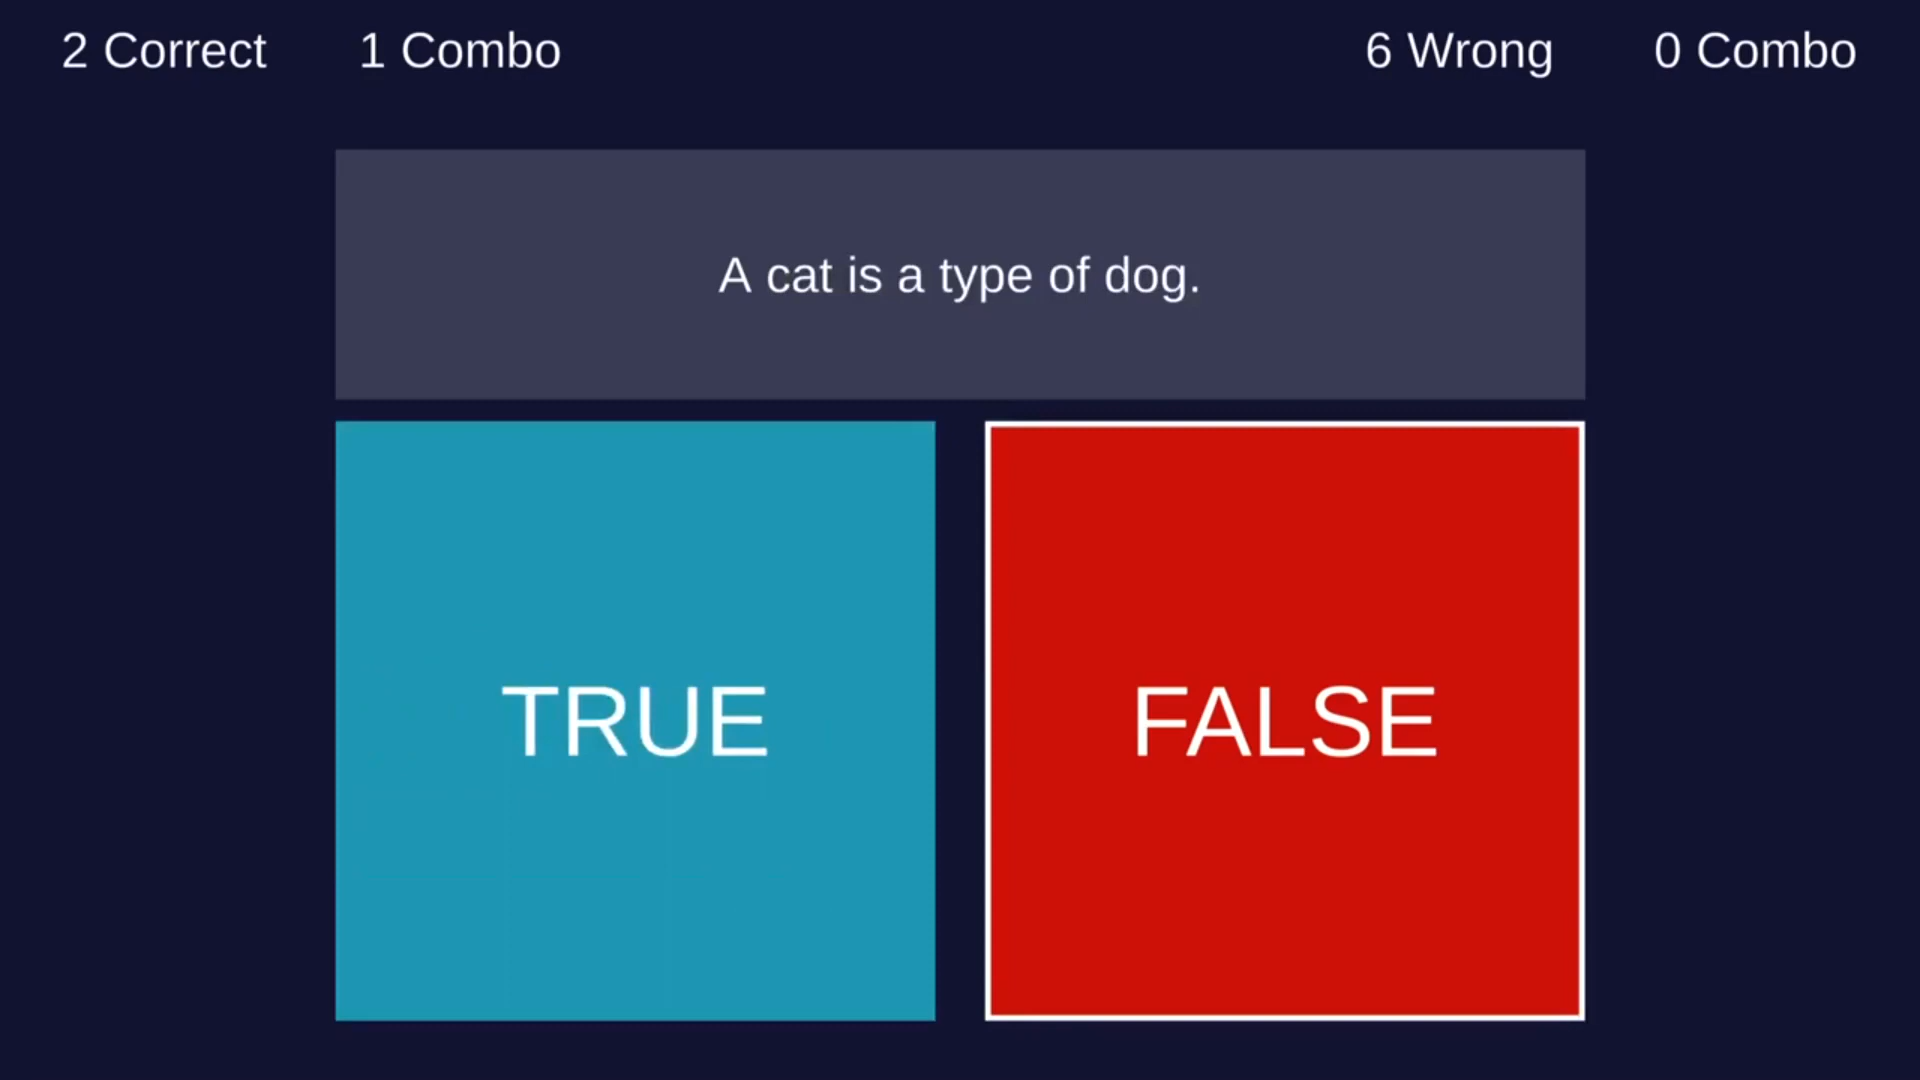 2 Correct 1 Combo 6 Wrong 0 Combo
A cat is a type of dog.
TRUE FALSE